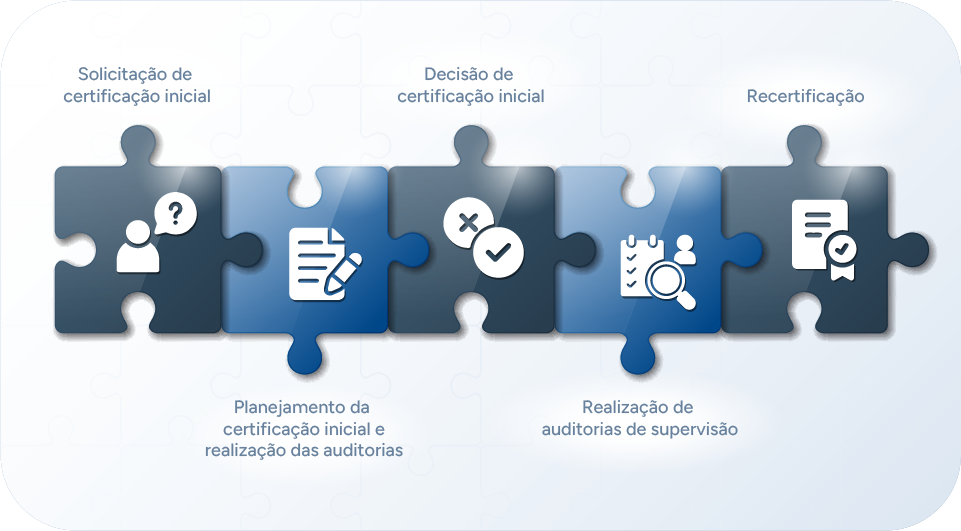 Solicitação de
certificação inicial
Decisão de
certificação inicial
Recertificação
?
Planejamento da
certificação inicial e
realização das auditorias
Realização de
auditorias de supervisão